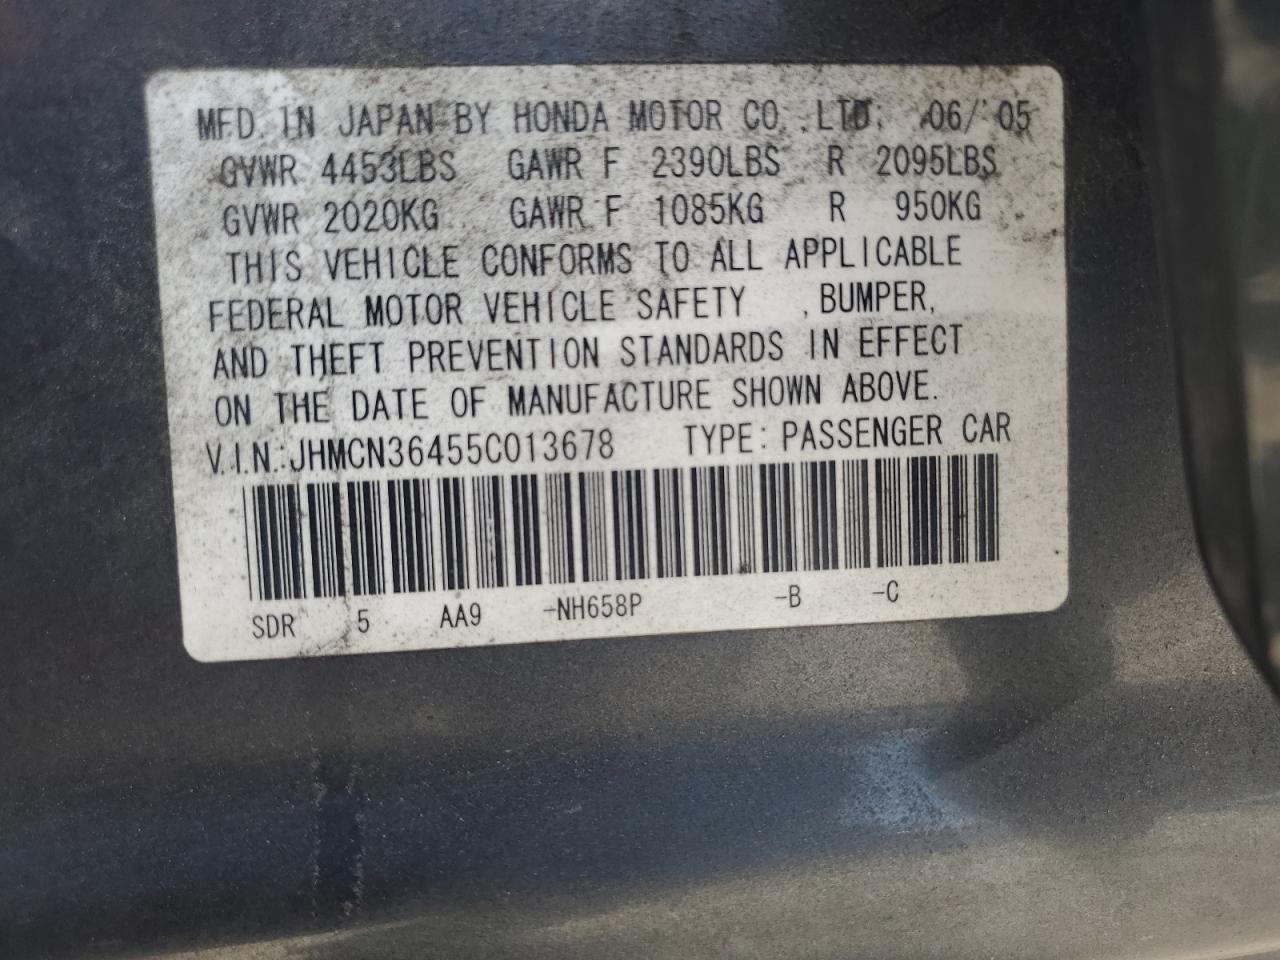 MFD. IN JAPAN BY HONDA MOTOR CO.,LTD. 06/'05
GVWR 4453LBS GAWR F 2390LBS R 2095LBS
GVWR 2020KG GAWR F 1085KG R 950KG
THIS VEHICLE CONFORMS TO ALL APPLICABLE
FEDERAL MOTOR VEHICLE SAFETY , BUMPER,
AND THEFT PREVENTION STANDARDS IN EFFECT
ON THE DATE OF MANUFACTURE SHOWN ABOVE.
V.I.N.:JHMCN36455C013678 TYPE: PASSENGER CAR
SDR 5 AA9 -NH658P -B -C